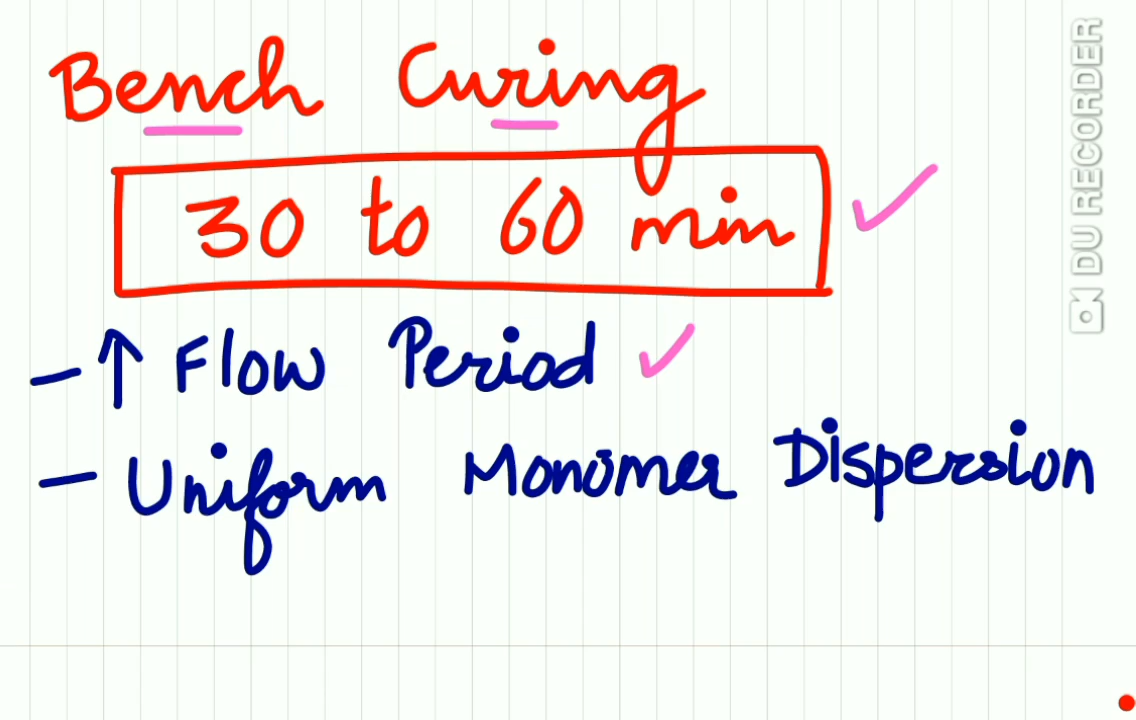 Bench Curing
30 to 60 min
- ↑ Flow Period
- Uniform Monomer Dispersion
DU RECORDER